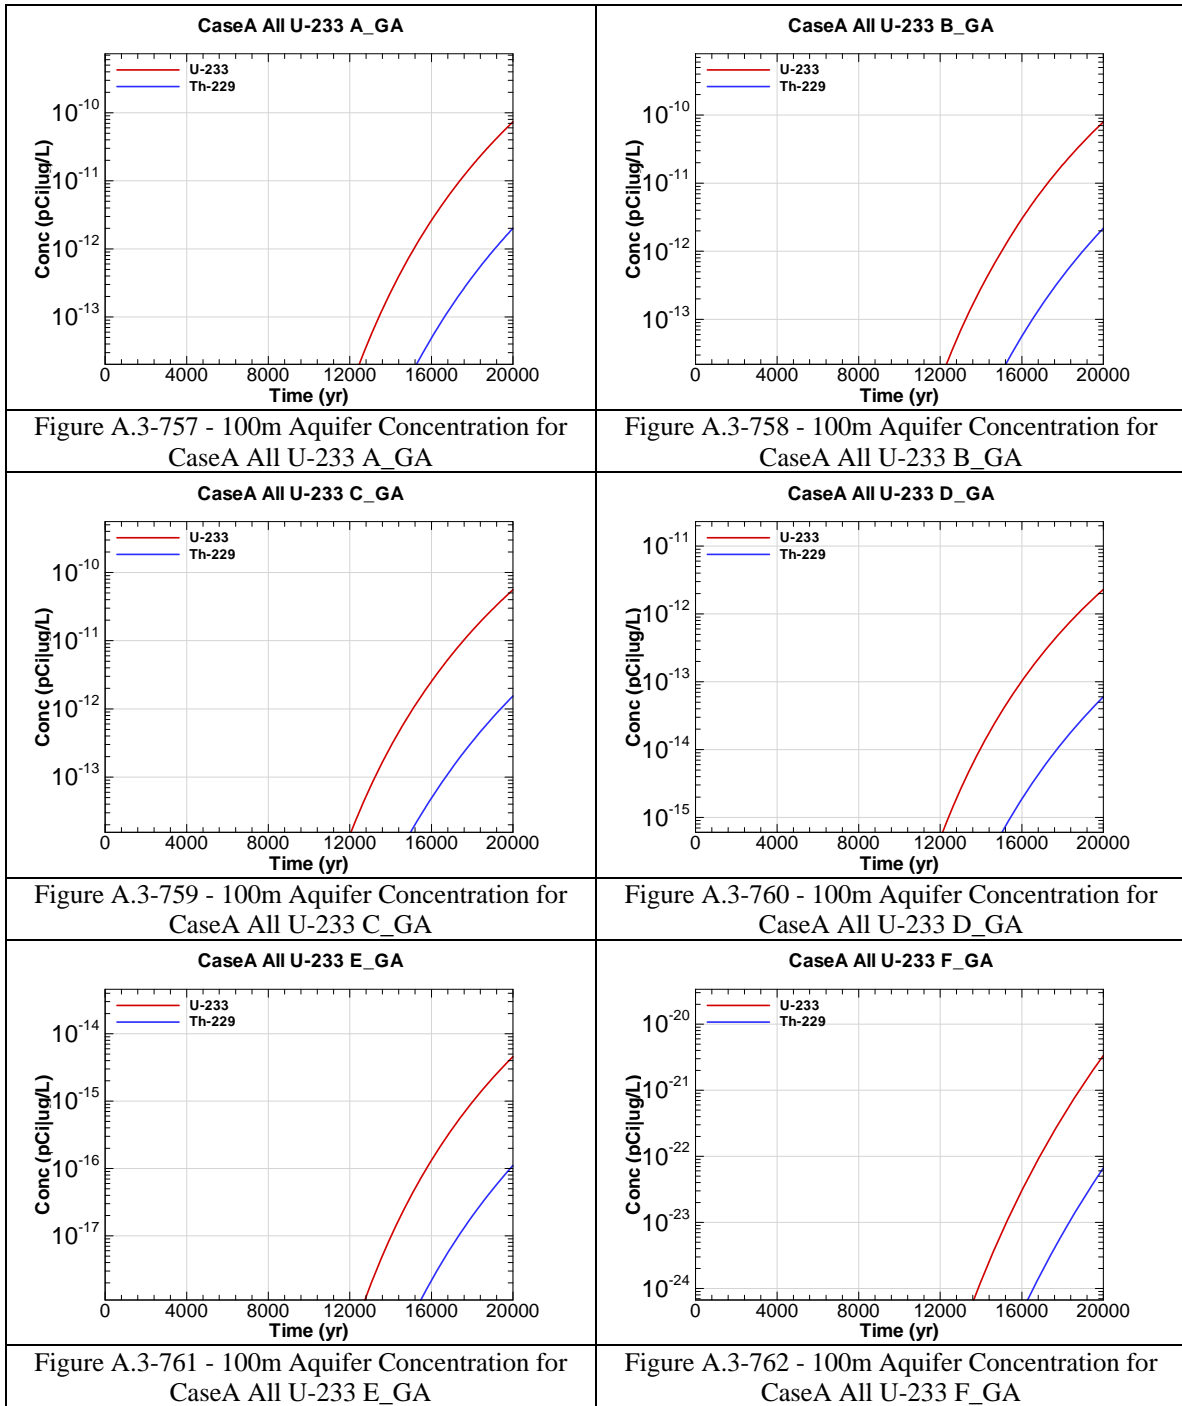 CaseA All U-233 A_GA
U-233
Th-229
10-10
10-11
10-12
10-13
Conc (pCi|ug/L)
0 4000 8000 12000 16000 20000
Time (yr)
Figure A.3-757 - 100m Aquifer Concentration for
CaseA All U-233 A_GA
CaseA All U-233 B_GA
U-233
Th-229
10-10
10-11
10-12
10-13
Conc (pCi|ug/L)
0 4000 8000 12000 16000 20000
Time (yr)
Figure A.3-758 - 100m Aquifer Concentration for
CaseA All U-233 B_GA
CaseA All U-233 C_GA
U-233
Th-229
10-10
10-11
10-12
10-13
Conc (pCi|ug/L)
0 4000 8000 12000 16000 20000
Time (yr)
Figure A.3-759 - 100m Aquifer Concentration for
CaseA All U-233 C_GA
CaseA All U-233 D_GA
U-233
Th-229
10-11
10-12
10-13
10-14
10-15
Conc (pCi|ug/L)
0 4000 8000 12000 16000 20000
Time (yr)
Figure A.3-760 - 100m Aquifer Concentration for
CaseA All U-233 D_GA
CaseA All U-233 E_GA
U-233
Th-229
10-14
10-15
10-16
10-17
Conc (pCi|ug/L)
0 4000 8000 12000 16000 20000
Time (yr)
Figure A.3-761 - 100m Aquifer Concentration for
CaseA All U-233 E_GA
CaseA All U-233 F_GA
U-233
Th-229
10-20
10-21
10-22
10-23
10-24
Conc (pCi|ug/L)
0 4000 8000 12000 16000 20000
Time (yr)
Figure A.3-762 - 100m Aquifer Concentration for
CaseA All U-233 F_GA